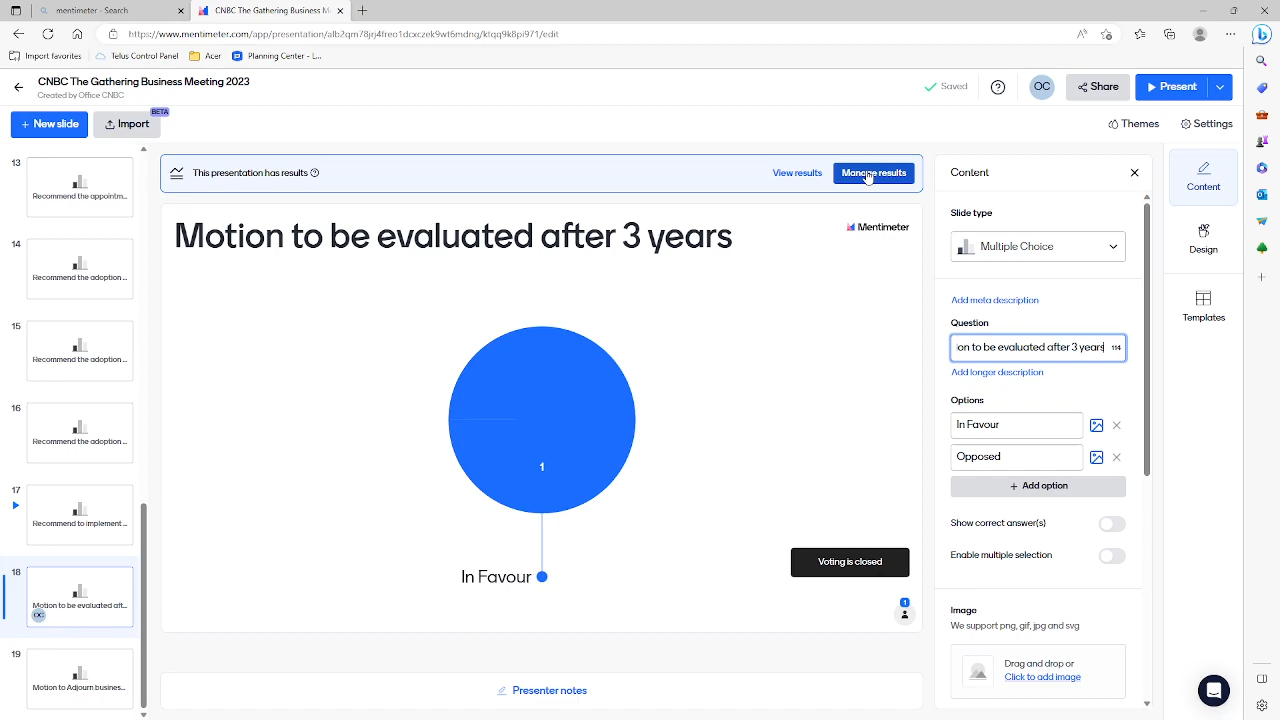 mentimeter - Search
CNBC The Gathering Business M
https://www.mentimeter.com/app/presentation/alb2qm78jrj4freo1dcxczek9wt6mdng/ktqq9k8pi971/edit
Import favorites
Telus Control Panel
Acer
Planning Center - L...
CNBC The Gathering Business Meeting 2023
Created by Office CNBC
Saved
OC
Share
Present
+ New slide
Import
BETA
Themes
Settings
13
Recommend the appointm...
14
Recommend the adoption ...
15
Recommend the adoption ...
16
Recommend the adoption ...
17
Recommend to implement ...
18
Motion to be evaluated aft...
OC
19
Motion to Adjourn busines...
This presentation has results
View results
Manage results
Motion to be evaluated after 3 years
Mentimeter
1
In Favour
Voting is closed
1
Presenter notes
Content
Slide type
Multiple Choice
Add meta description
Question
on to be evaluated after 3 years
114
Add longer description
Options
In Favour
Opposed
+ Add option
Show correct answer(s)
Enable multiple selection
Image
We support png, gif, jpg and svg
Drag and drop or
Click to add image
Content
Design
Templates